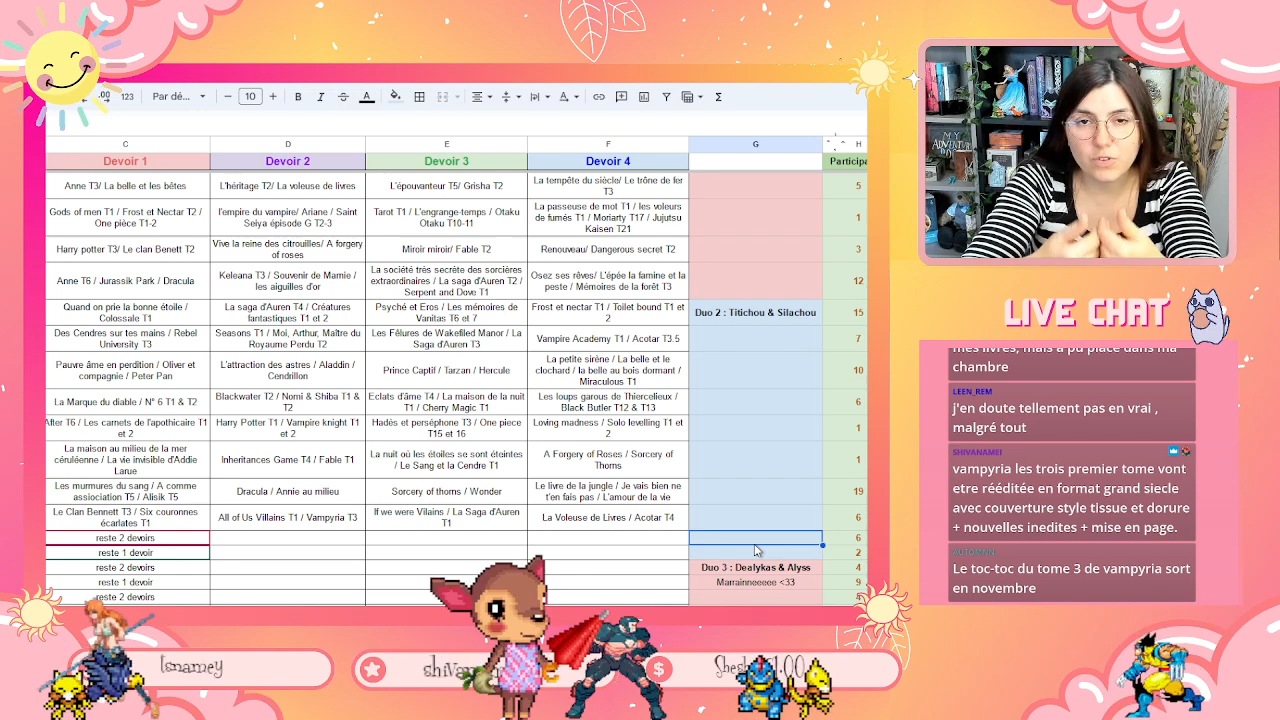 .00 123 Par dé... − 10 + B I S A Σ
C D E F G H
Devoir 1 Devoir 2 Devoir 3 Devoir 4 Participa
Anne T3/ La belle et les bêtes
L'héritage T2/ La voleuse de livres
L'épouvanteur T5/ Grisha T2
La tempête du siècle/ Le trône de fer
T3
5
Gods of men T1 / Frost et Nectar T2 /
One pièce T1-2
l'empire du vampire/ Ariane / Saint
Seiya épisode G T2-3
Tarot T1 / L'engrange-temps / Otaku
Otaku T10-11
La passeuse de mot T1 / les voleurs
de fumés T1 / Moriarty T17 / Jujutsu
Kaisen T21
1
Harry potter T3/ Le clan Benett T2
Vive la reine des citrouilles/ A forgery
of roses
Miroir miroir/ Fable T2
Renouveau/ Dangerous secret T2
3
Anne T6 / Jurassik Park / Dracula
Keleana T3 / Souvenir de Mamie /
les aiguilles d'or
La société très secrète des sorcières
extraordinaires / La saga d'Auren T2 /
Serpent and Dove T1
Osez ses rêves/ L'épée la famine et la
peste / Mémoires de la forêt T3
12
Quand on prie la bonne étoile /
Colossale T1
La saga d'Auren T4 / Créatures
fantastiques T1 et 2
Psyché et Eros / Les mémoires de
Vanitas T6 et 7
Frost et nectar T1 / Toilet bound T1 et
2
Duo 2 : Titichou & Silachou
15
Des Cendres sur tes mains / Rebel
University T3
Seasons T1 / Moi, Arthur, Maître du
Royaume Perdu T2
Les Fêlures de Wakefiled Manor / La
Saga d'Auren T3
Vampire Academy T1 / Acotar T3.5
7
Pauvre âme en perdition / Oliver et
compagnie / Peter Pan
L'attraction des astres / Aladdin /
Cendrillon
Prince Captif / Tarzan / Hercule
La petite sirène / La belle et le
clochard / la belle au bois dormant /
Miraculous T1
10
La Marque du diable / N° 6 T1 & T2
Blackwater T2 / Nomi & Shiba T1 &
T2
Eclats d'âme T4 / La maison de la nuit
T1 / Cherry Magic T1
Les loups garous de Thiercelieux /
Black Butler T12 & T13
6
After T6 / Les carnets de l'apothicaire T1
et 2
Harry Potter T1 / Vampire knight T1
et 2
Hadès et perséphone T3 / One piece
T15 et 16
Loving madness / Solo levelling T1 et
2
1
La maison au milieu de la mer
céruléenne / La vie invisible d'Addie
Larue
Inheritances Game T4 / Fable T1
La nuit où les étoiles se sont éteintes
/ Le Sang et la Cendre T1
A Forgery of Roses / Sorcery of
Thorns
1
Les murmures du sang / A comme
assiociation T5 / Alisik T5
Dracula / Annie au milieu
Sorcery of thoms / Wonder
Le livre de la jungle / Je vais bien ne
t'en fais pas / L'amour de la vie
19
Le Clan Bennett T3 / Six couronnes
écarlates T1
All of Us Villains T1 / Vampyria T3
If we were Vilains / La Saga d'Auren
T1
La Voleuse de Livres / Acotar T4
6
reste 2 devoirs 6
reste 1 devoir 2
reste 2 devoirs Duo 3 : Dealykas & Alyss 4
reste 1 devoir Marrainneeeee <33 9
reste 2 devoirs
MY
ADVENTURE
LIVE CHAT
mes livres, mais a pu place dans ma
chambre
LEEN_REM
j'en doute tellement pas en vrai ,
malgré tout
SHIVANAMEI
vampyria les trois premier tome vont
etre rééditée en format grand siecle
avec couverture style tissue et dorure
+ nouvelles inedites + mise en page.
AUTOMNIN
Le toc-toc du tome 3 de vampyria sort
en novembre